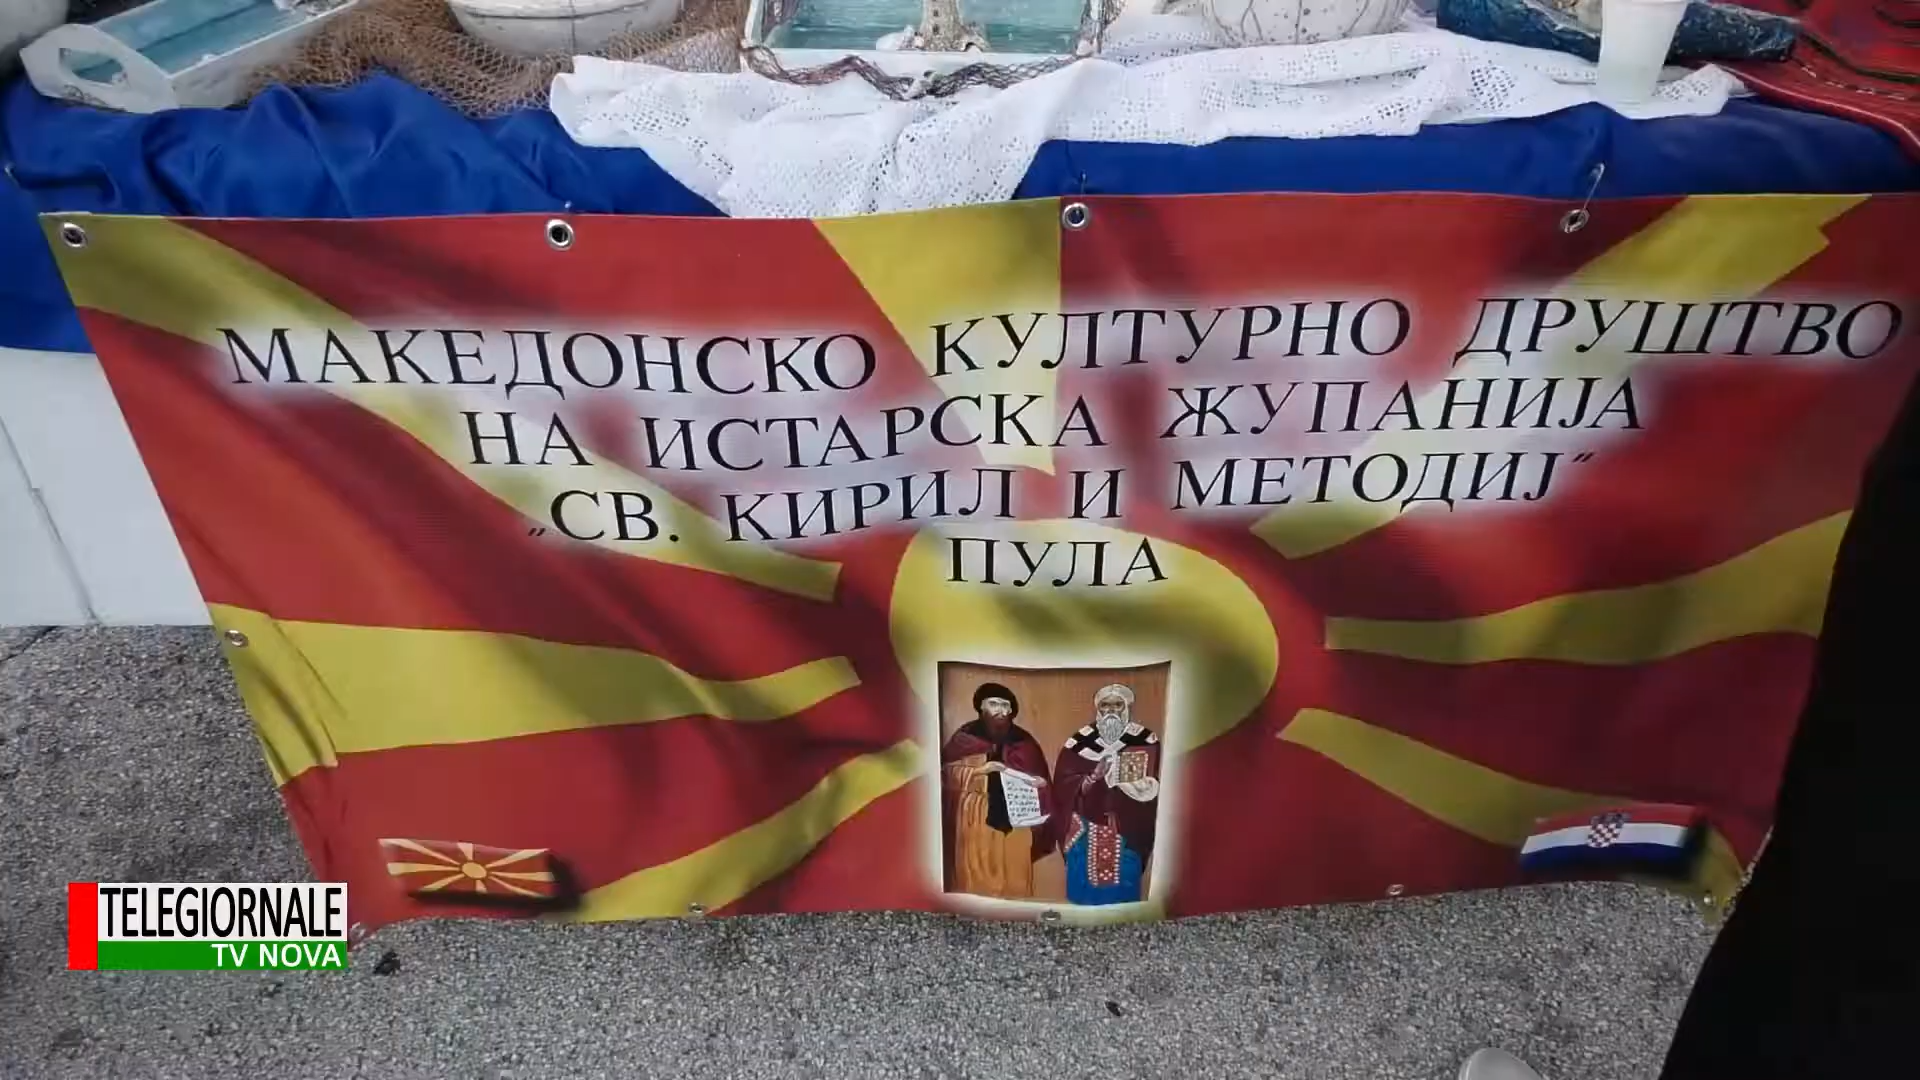 МАКЕДОНСКО КУЛТУРНО ДРУШТВО
НА ИСТАРСКА ЖУПАНИЈА
„СВ. КИРИЛ И МЕТОДИЈ”
ПУЛА
TELEGIORNALE
TV NOVA